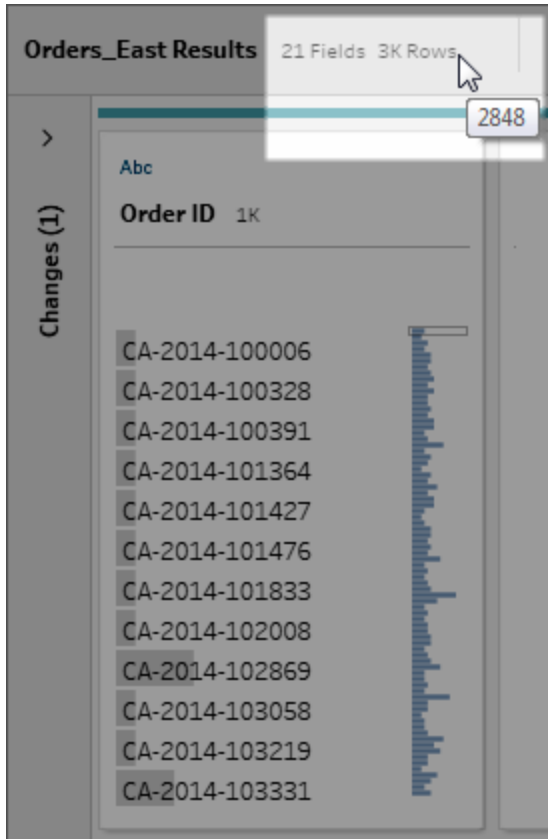 Orders_East Results 21 Fields 3K Rows
2848
Changes (1)
Abc
Order ID 1K
CA-2014-100006
CA-2014-100328
CA-2014-100391
CA-2014-101364
CA-2014-101427
CA-2014-101476
CA-2014-101833
CA-2014-102008
CA-2014-102869
CA-2014-103058
CA-2014-103219
CA-2014-103331